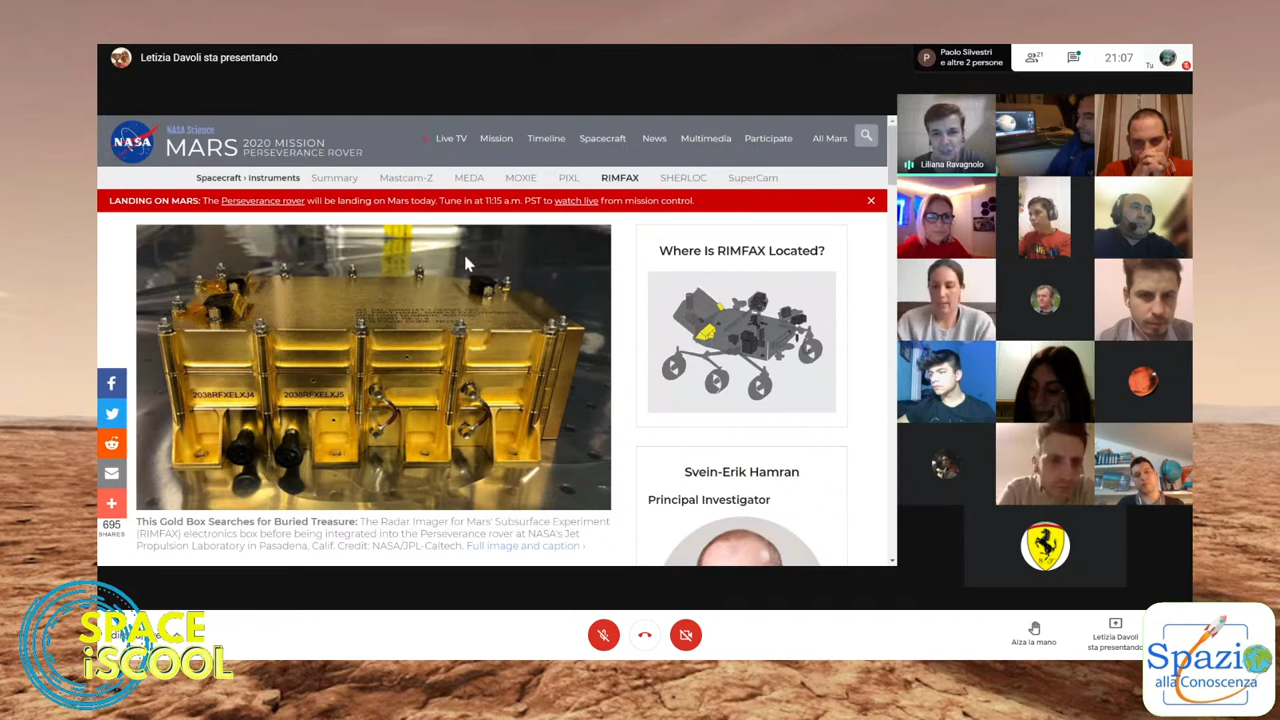 Letizia Davoli sta presentando
P
Paolo Silvestri
e altre 2 persone
21
21:07
Tu
NASA
NASA Science
MARS 2020 MISSION
PERSEVERANCE ROVER
Live TV Mission Timeline Spacecraft News Multimedia Participate All Mars
Spacecraft › Instruments Summary Mastcam-Z MEDA MOXIE PIXL RIMFAX SHERLOC SuperCam
LANDING ON MARS: The Perseverance rover will be landing on Mars today. Tune in at 11:15 a.m. PST to watch live from mission control.
Where Is RIMFAX Located?
2038RFXELXJ4 2038RFXELXJ5
695
SHARES
This Gold Box Searches for Buried Treasure: The Radar Imager for Mars' Subsurface Experiment
(RIMFAX) electronics box before being integrated into the Perseverance rover at NASA's Jet
Propulsion Laboratory in Pasadena, Calif. Credit: NASA/JPL-Caltech. Full image and caption ›
Svein-Erik Hamran
Principal Investigator
Liliana Ravagnolo
Alza la mano
Letizia Davoli
sta presentando
SPACE
iSCOOL
Spazio
alla Conoscenza